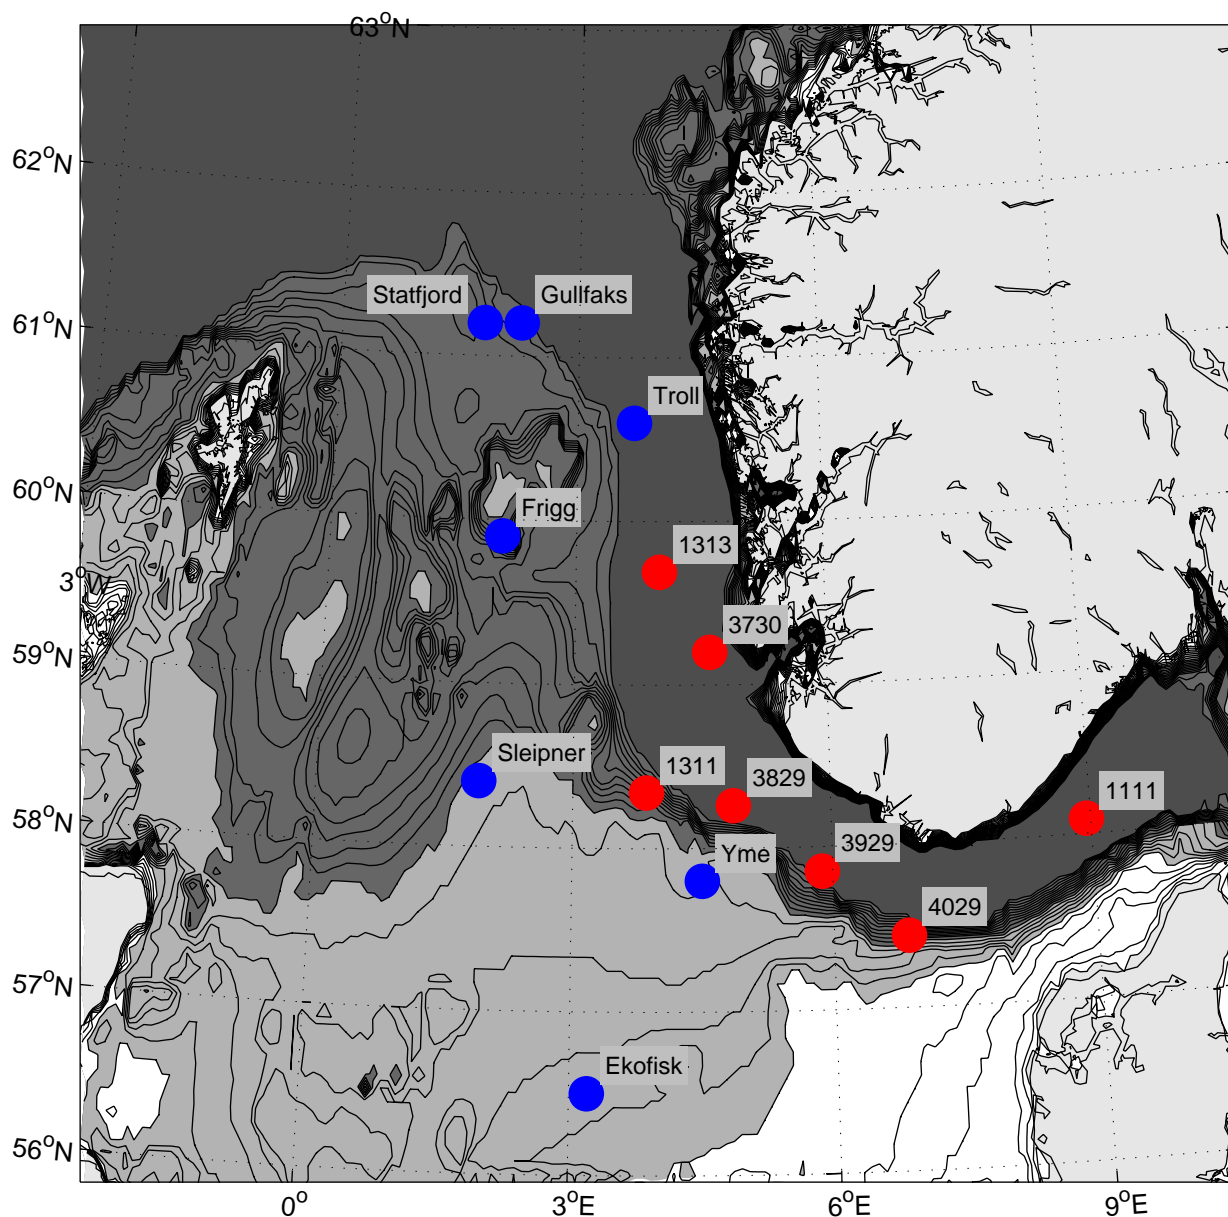 63°N
62°N
Statfjord
Gullfaks
61°N
Troll
60°N
Frigg
1313
3°W
3730
59°N
Sleipner
1311
3829
1111
58°N
3929
Yme
4029
57°N
Ekofisk
56°N
0°
3°E
6°E
9°E